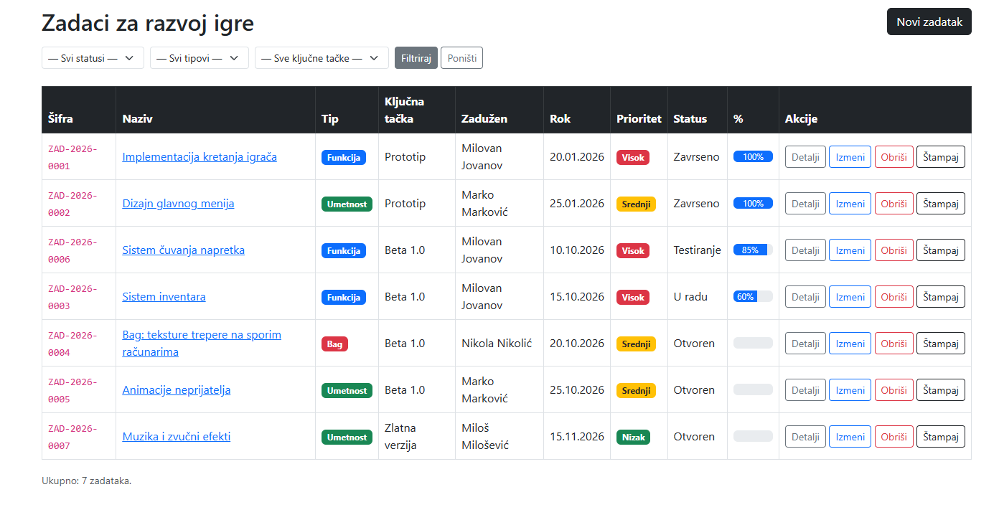 Zadaci za razvoj igre
Novi zadatak
— Svi statusi —
— Svi tipovi —
— Sve ključne tačke —
Filtriraj
Poništi
Šifra Naziv Tip Ključna tačka Zadužen Rok Prioritet Status % Akcije
ZAD-2026-0001 Implementacija kretanja igrača Funkcija Prototip Milovan Jovanov 20.01.2026 Visok Zavrseno 100% Detalji Izmeni Obriši Štampaj
ZAD-2026-0002 Dizajn glavnog menija Umetnost Prototip Marko Marković 25.01.2026 Srednji Zavrseno 100% Detalji Izmeni Obriši Štampaj
ZAD-2026-0006 Sistem čuvanja napretka Funkcija Beta 1.0 Milovan Jovanov 10.10.2026 Visok Testiranje 85% Detalji Izmeni Obriši Štampaj
ZAD-2026-0003 Sistem inventara Funkcija Beta 1.0 Milovan Jovanov 15.10.2026 Visok U radu 60% Detalji Izmeni Obriši Štampaj
ZAD-2026-0004 Bag: teksture trepere na sporim računarima Bag Beta 1.0 Nikola Nikolić 20.10.2026 Srednji Otvoren Detalji Izmeni Obriši Štampaj
ZAD-2026-0005 Animacije neprijatelja Umetnost Beta 1.0 Marko Marković 25.10.2026 Srednji Otvoren Detalji Izmeni Obriši Štampaj
ZAD-2026-0007 Muzika i zvučni efekti Umetnost Zlatna verzija Miloš Milošević 15.11.2026 Nizak Otvoren Detalji Izmeni Obriši Štampaj
Ukupno: 7 zadataka.